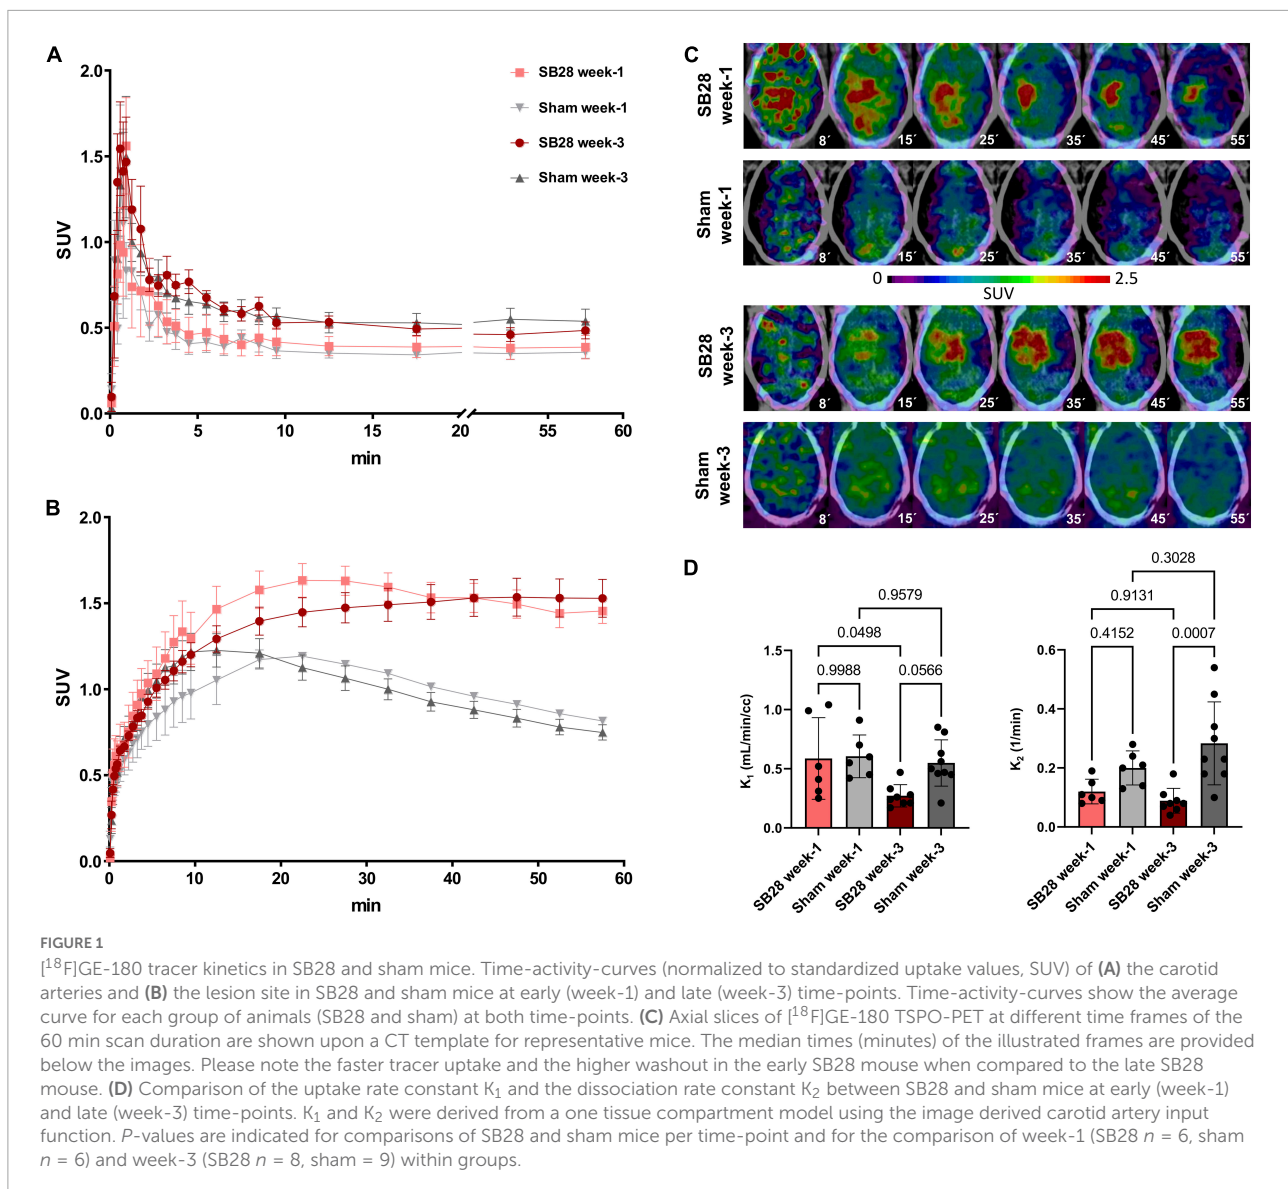 A
2.0
1.5
1.0
0.5
0.0
SUV
0 5 10 15 20 55 60
min
SB28 week-1
Sham week-1
SB28 week-3
Sham week-3
B
2.0
1.5
1.0
0.5
0.0
SUV
0 10 20 30 40 50 60
min
C
SB28 week-1
8´ 15´ 25´ 35´ 45´ 55´
Sham week-1
8´ 15´ 25´ 35´ 45´ 55´
0 2.5
SUV
SB28 week-3
8´ 15´ 25´ 35´ 45´ 55´
Sham week-3
8´ 15´ 25´ 35´ 45´ 55´
D
0.9579
0.0498
0.9988 0.0566
1.5
1.0
0.5
0.0
K1 (mL/min/cc)
SB28 week-1
Sham week-1
SB28 week-3
Sham week-3
0.3028
0.9131
0.4152 0.0007
0.6
0.4
0.2
0.0
K2 (1/min)
SB28 week-1
Sham week-1
SB28 week-3
Sham week-3
FIGURE 1
[18F]GE-180 tracer kinetics in SB28 and sham mice. Time-activity-curves (normalized to standardized uptake values, SUV) of (A) the carotid
arteries and (B) the lesion site in SB28 and sham mice at early (week-1) and late (week-3) time-points. Time-activity-curves show the average
curve for each group of animals (SB28 and sham) at both time-points. (C) Axial slices of [18F]GE-180 TSPO-PET at different time frames of the
60 min scan duration are shown upon a CT template for representative mice. The median times (minutes) of the illustrated frames are provided
below the images. Please note the faster tracer uptake and the higher washout in the early SB28 mouse when compared to the late SB28
mouse. (D) Comparison of the uptake rate constant K1 and the dissociation rate constant K2 between SB28 and sham mice at early (week-1)
and late (week-3) time-points. K1 and K2 were derived from a one tissue compartment model using the image derived carotid artery input
function. P-values are indicated for comparisons of SB28 and sham mice per time-point and for the comparison of week-1 (SB28 n = 6, sham
n = 6) and week-3 (SB28 n = 8, sham = 9) within groups.